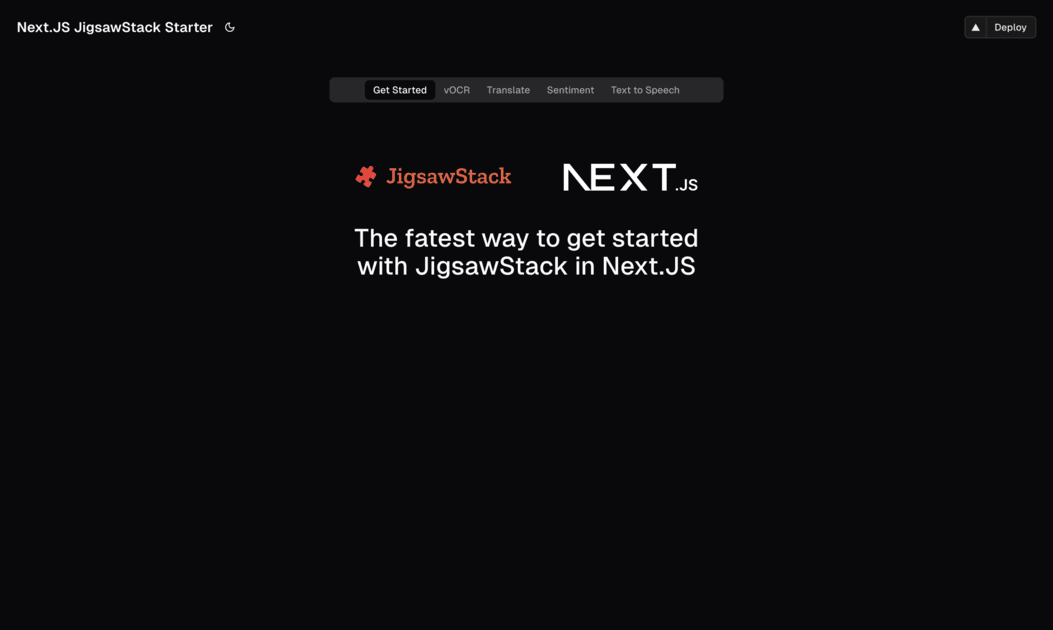 Next.JS JigsawStack Starter
Deploy
Get Started vOCR Translate Sentiment Text to Speech
JigsawStack NEXT.JS
The fatest way to get started
with JigsawStack in Next.JS